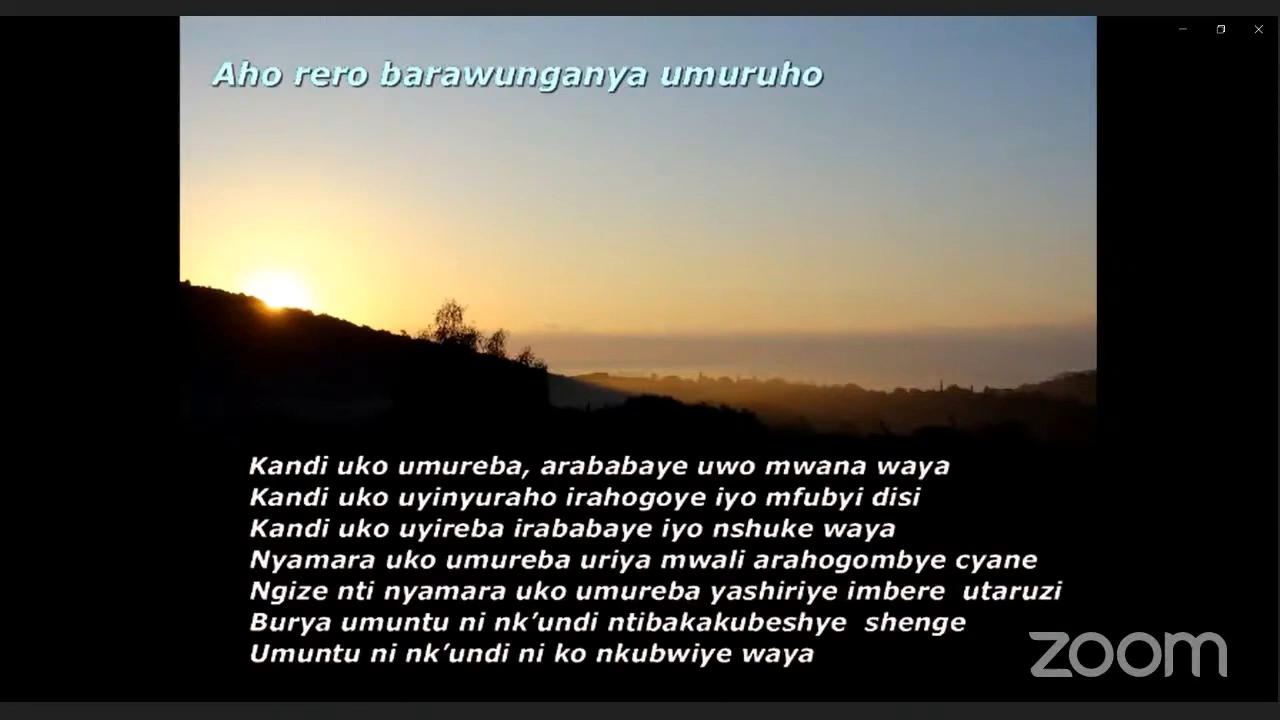 Aho rero barawunganya umuruho
Kandi uko umureba, arababaye uwo mwana waya
Kandi uko uyinyuraho irahogoye iyo mfubyi disi
Kandi uko uyireba irababaye iyo nshuke waya
Nyamara uko umureba uriya mwali arahogombye cyane
Ngize nti nyamara uko umureba yashiriye imbere utaruzi
Burya umuntu ni nk’undi ntibakakubeshye shenge
Umuntu ni nk’undi ni ko nkubwiye waya
zoom